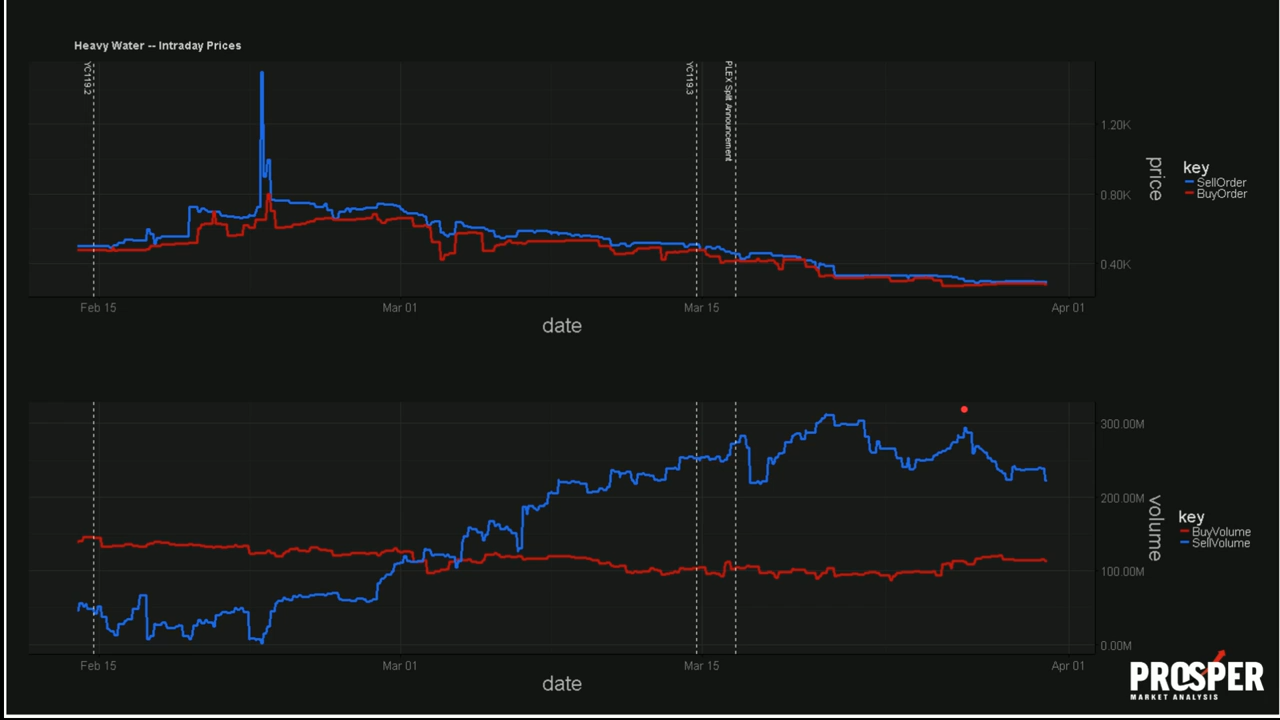 Heavy Water -- Intraday Prices
YC119.2
YC119.3
PLEX Split Announcement
1.20K
0.80K
0.40K
price
key
SellOrder
BuyOrder
Feb 15
Mar 01
Mar 15
Apr 01
date
300.00M
200.00M
100.00M
0.00M
volume
key
BuyVolume
SellVolume
Feb 15
Mar 01
Mar 15
Apr 01
date
PROSPER
MARKET ANALYSIS